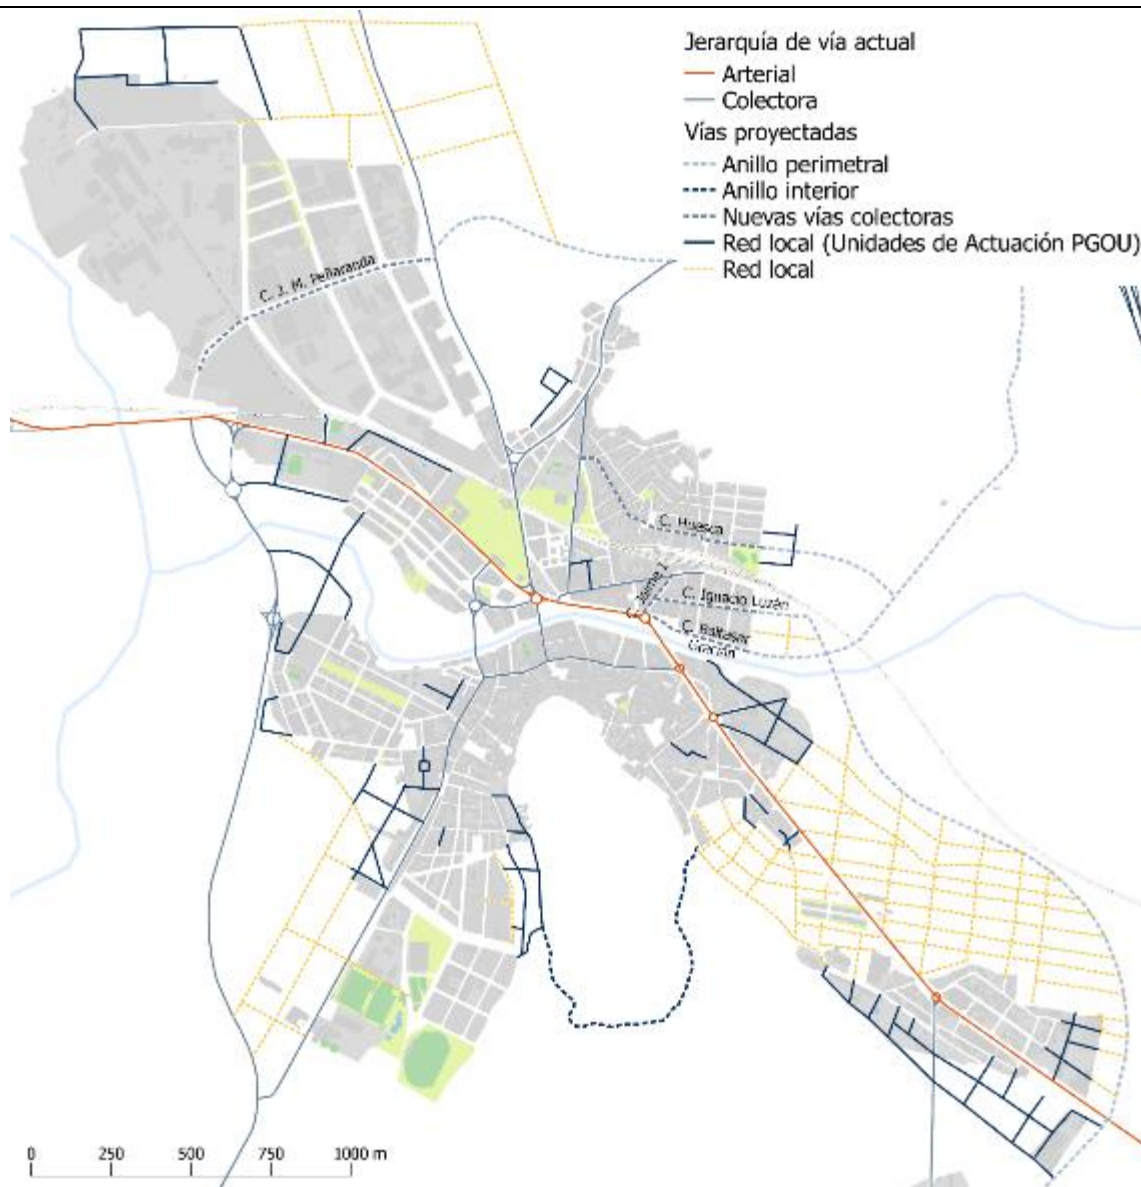 Jerarquía de vía actual
Arterial
Colectora
Vías proyectadas
Anillo perimetral
Anillo interior
Nuevas vías colectoras
Red local (Unidades de Actuación PGOU)
Red local
C. J. M. Peñaranda
C. Huesca
C. Jaime I
C. Ignacio Luzán
C. Baltasar
Gracián
0 250 500 750 1000 m